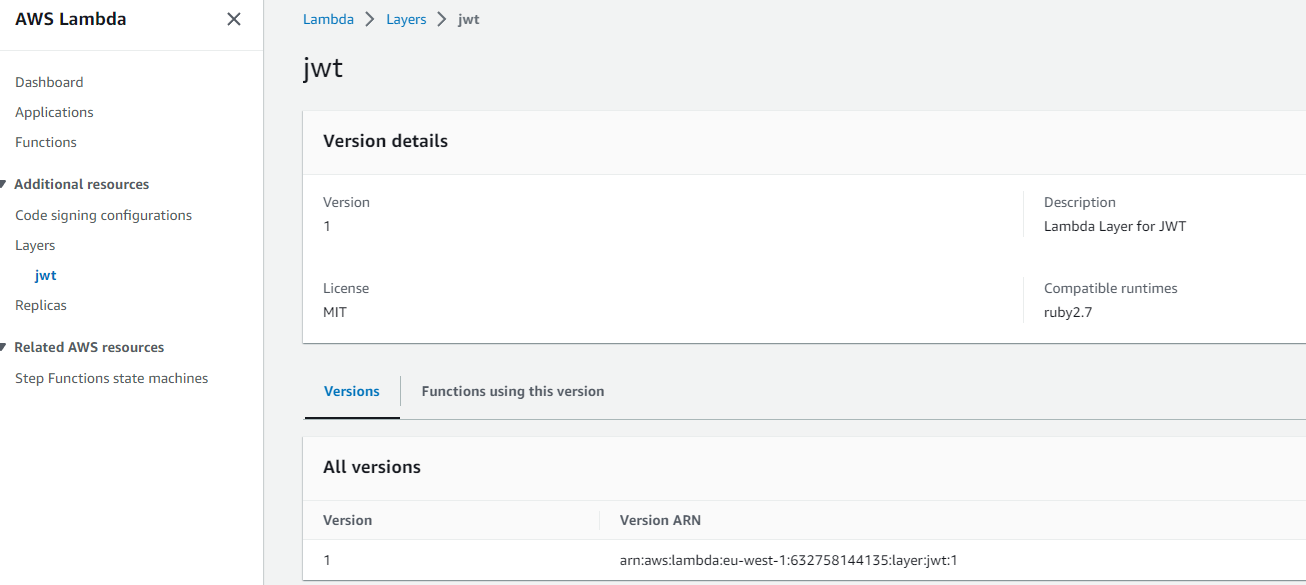 AWS Lambda
Dashboard
Applications
Functions
Additional resources
Code signing configurations
Layers
jwt
Replicas
Related AWS resources
Step Functions state machines
Lambda > Layers > jwt
jwt
Version details
Version
1
Description
Lambda Layer for JWT
License
MIT
Compatible runtimes
ruby2.7
Versions
Functions using this version
All versions
Version Version ARN
1 arn:aws:lambda:eu-west-1:632758144135:layer:jwt:1